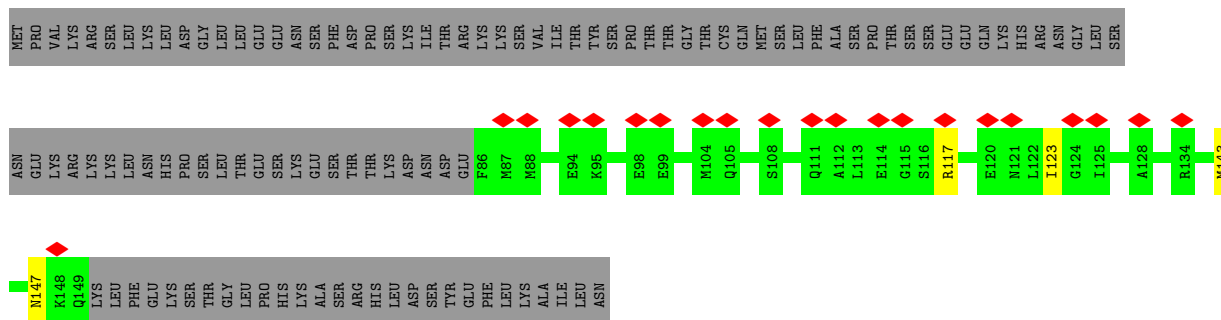 MET PRO VAL LYS ARG SER LEU LYS LEU ASP GLY LEU LEU GLU GLU ASN SER PHE ASP PRO SER LYS ILE THR ARG LYS LYS SER VAL ILE THR TYR SER PRO THR THR GLY THR CYS GLN MET SER LEU PHE ALA SER PRO THR SER SER GLU GLU GLN LYS HIS ARG ASN GLY LEU SER
ASN GLU LYS ARG LYS LYS LEU ASN HIS PRO SER LEU THR GLU SER LYS GLU SER THR THR LYS ASP ASN ASP GLU F86 M87 M88 E94 K95 E98 E99 M104 Q105 S108 Q111 A112 L113 E114 G115 S116 R117 E120 N121 L122 I123 G124 I125 A128 R134
N147 K148 Q149 LYS LEU PHE GLU LYS SER THR GLY LEU PRO HIS LYS ALA SER ARG HIS LEU ASP SER TYR GLU PHE LEU LYS ALA ILE LEU ASN